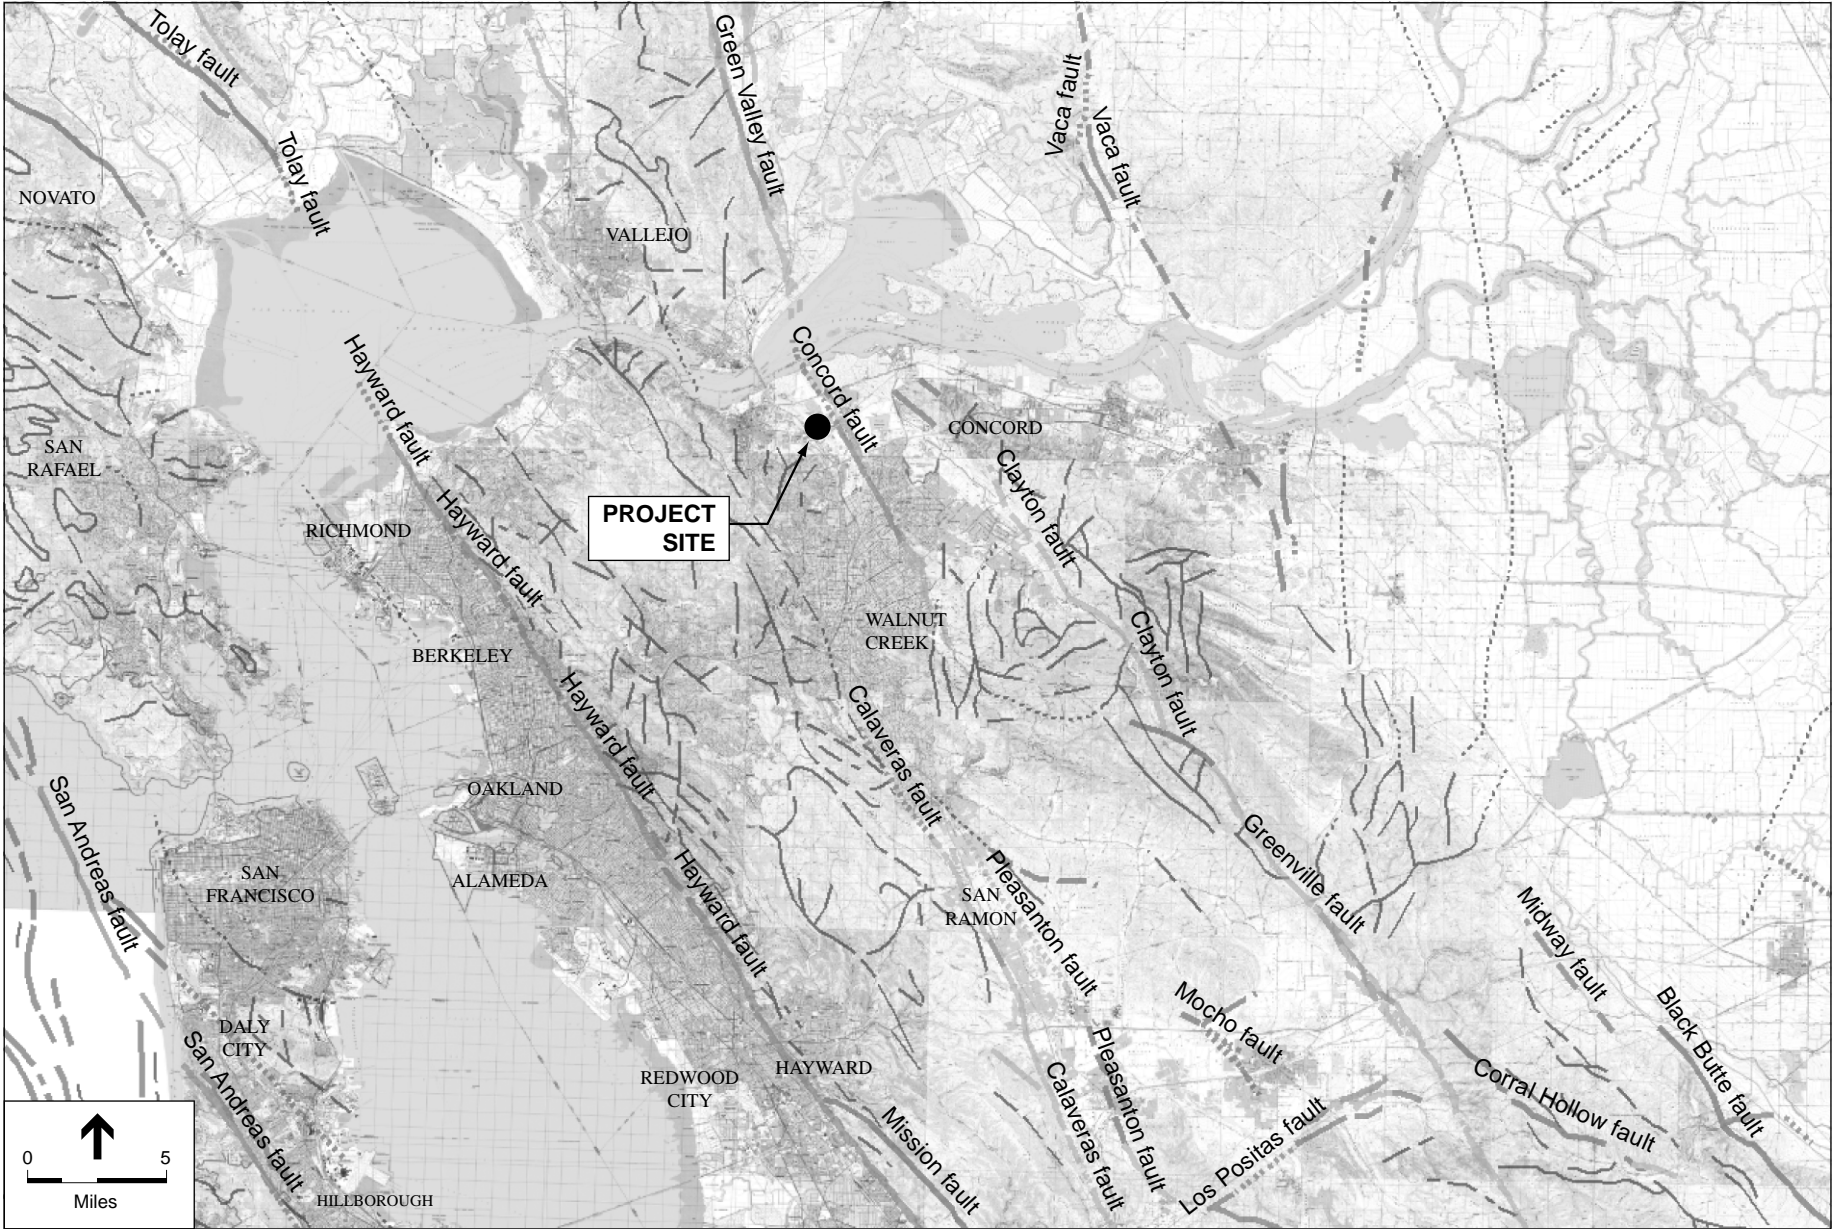 Tolay fault
Green Valley fault
Vaca fault
Vaca fault
Tolay fault
NOVATO
VALLEJO
Hayward fault
Concord fault
CONCORD
SAN
RAFAEL
Clayton fault
PROJECT
SITE
RICHMOND
Hayward fault
WALNUT
CREEK
Clayton fault
BERKELEY
Hayward fault
Calaveras fault
San Andreas fault
OAKLAND
Greenville fault
SAN
FRANCISCO
ALAMEDA
Hayward fault
Pleasanton fault
SAN
RAMON
Midway fault
Mocho fault
Black Butte fault
DALY
CITY
San Andreas fault
HAYWARD
REDWOOD
CITY
Pleasanton fault
Calaveras fault
Corral Hollow fault
Mission fault
Los Positas fault
0 5
Miles
HILLBOROUGH